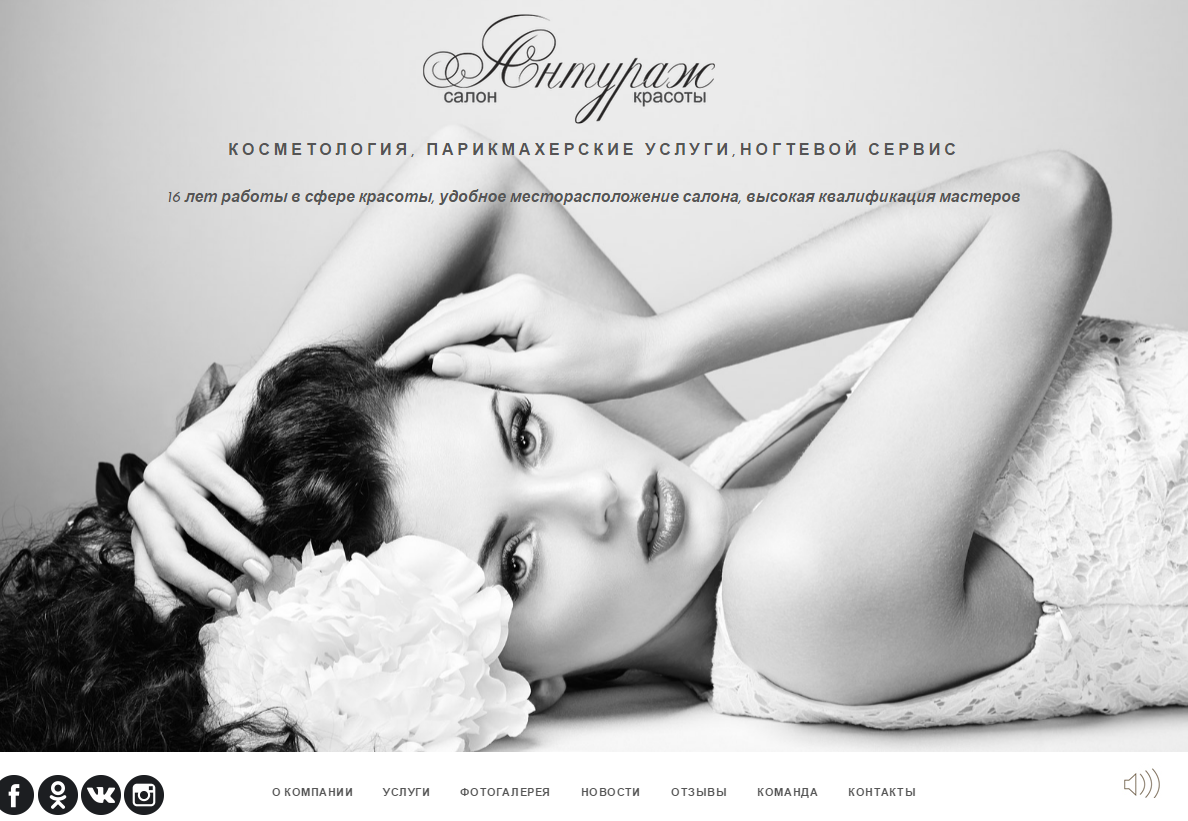 Антураж
салон красоты
КОСМЕТОЛОГИЯ, ПАРИКМАХЕРСКИЕ УСЛУГИ,НОГТЕВОЙ СЕРВИС
16 лет работы в сфере красоты, удобное месторасположение салона, высокая квалификация мастеров
О КОМПАНИИ УСЛУГИ ФОТОГАЛЕРЕЯ НОВОСТИ ОТЗЫВЫ КОМАНДА КОНТАКТЫ